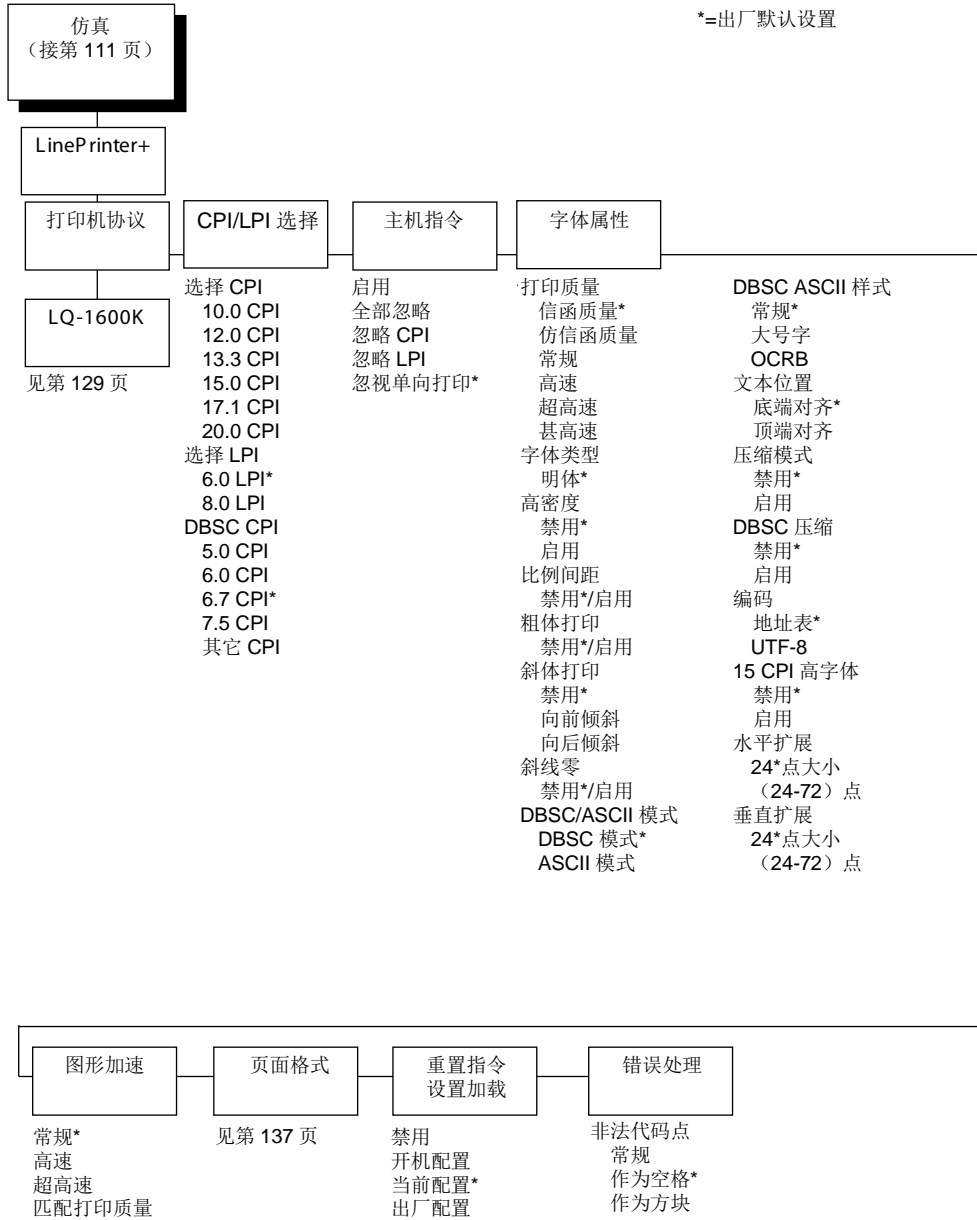 *=出厂默认设置
仿真
（接第 111 页）
LinePrinter+
打印机协议
LQ-1600K
见第 129 页
CPI/LPI 选择
选择 CPI
10.0 CPI
12.0 CPI
13.3 CPI
15.0 CPI
17.1 CPI
20.0 CPI
选择 LPI
6.0 LPI*
8.0 LPI
DBSC CPI
5.0 CPI
6.0 CPI
6.7 CPI*
7.5 CPI
其它 CPI
主机指令
启用
全部忽略
忽略 CPI
忽略 LPI
忽视单向打印*
字体属性
打印质量
信函质量*
仿信函质量
常规
高速
超高速
甚高速
字体类型
明体*
高密度
禁用*
启用
比例间距
禁用*/启用
粗体打印
禁用*/启用
斜体打印
禁用*
向前倾斜
向后倾斜
斜线零
禁用*/启用
DBSC/ASCII 模式
DBSC 模式*
ASCII 模式
DBSC ASCII 样式
常规*
大号字
OCRB
文本位置
底端对齐*
顶端对齐
压缩模式
禁用*
启用
DBSC 压缩
禁用*
启用
编码
地址表*
UTF-8
15 CPI 高字体
禁用*
启用
水平扩展
24*点大小
（24-72）点
垂直扩展
24*点大小
（24-72）点
图形加速
常规*
高速
超高速
匹配打印质量
页面格式
见第 137 页
重置指令
设置加载
禁用
开机配置
当前配置*
出厂配置
错误处理
非法代码点
常规
作为空格*
作为方块